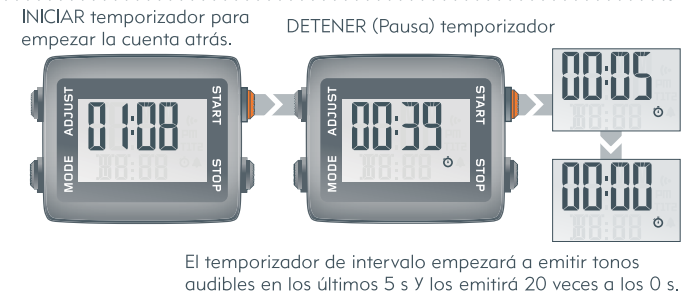 INICIAR temporizador para
empezar la cuenta atrás.
DETENER (Pausa) temporizador
ADJUST
START
MODE
STOP
01:08
ADJUST
START
MODE
STOP
00:39
00:05
00:00
El temporizador de intervalo empezará a emitir tonos
audibles en los últimos 5 s y los emitirá 20 veces a los 0 s.